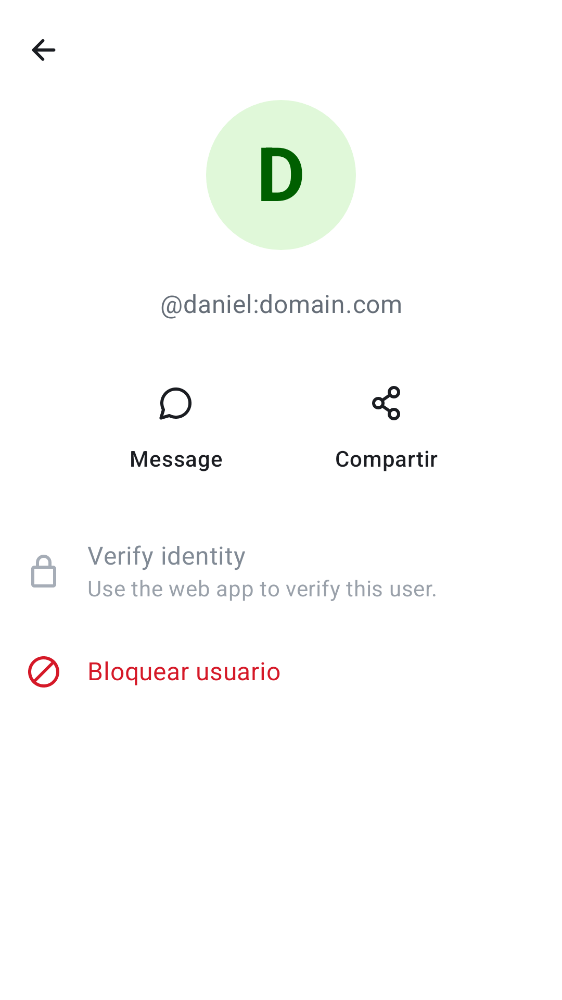 D
@daniel:domain.com
Message
Compartir
Verify identity
Use the web app to verify this user.
Bloquear usuario